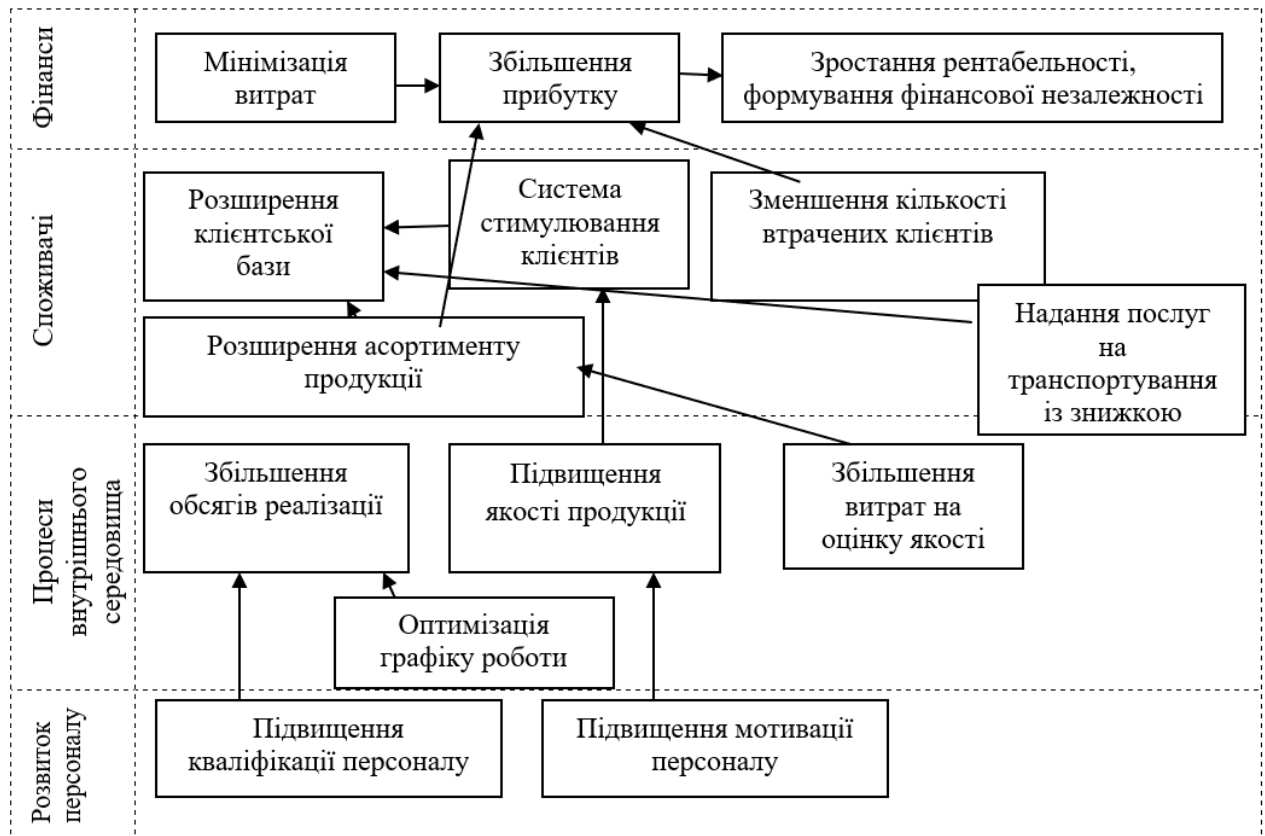 Фінанси
Мінімізація
витрат
Збільшення
прибутку
Зростання рентабельності,
формування фінансової незалежності
Споживачі
Розширення
клієнтської
бази
Система
стимулювання
клієнтів
Зменшення кількості
втрачених клієнтів
Надання послуг
на
транспортування
із знижкою
Розширення асортименту
продукції
Процеси
внутрішнього
середовища
Збільшення
обсягів реалізації
Підвищення
якості продукції
Збільшення
витрат на
оцінку якості
Оптимізація
графіку роботи
Розвиток
персоналу
Підвищення
кваліфікації персоналу
Підвищення мотивації
персоналу